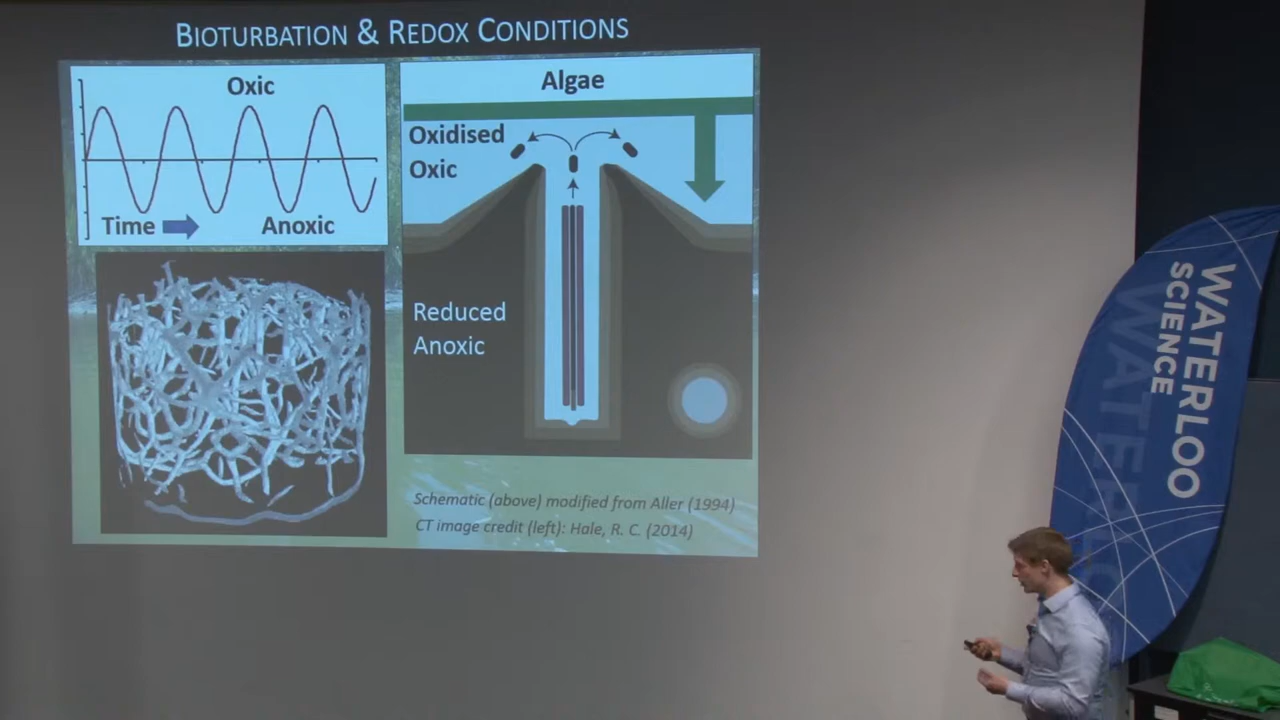 BIOTURBATION & REDOX CONDITIONS
Oxic
Time
Anoxic
Algae
Oxidised
Oxic
Reduced
Anoxic
Schematic (above) modified from Aller (1994)
CT image credit (left): Hale, R. C. (2014)
WATERLOO
SCIENCE